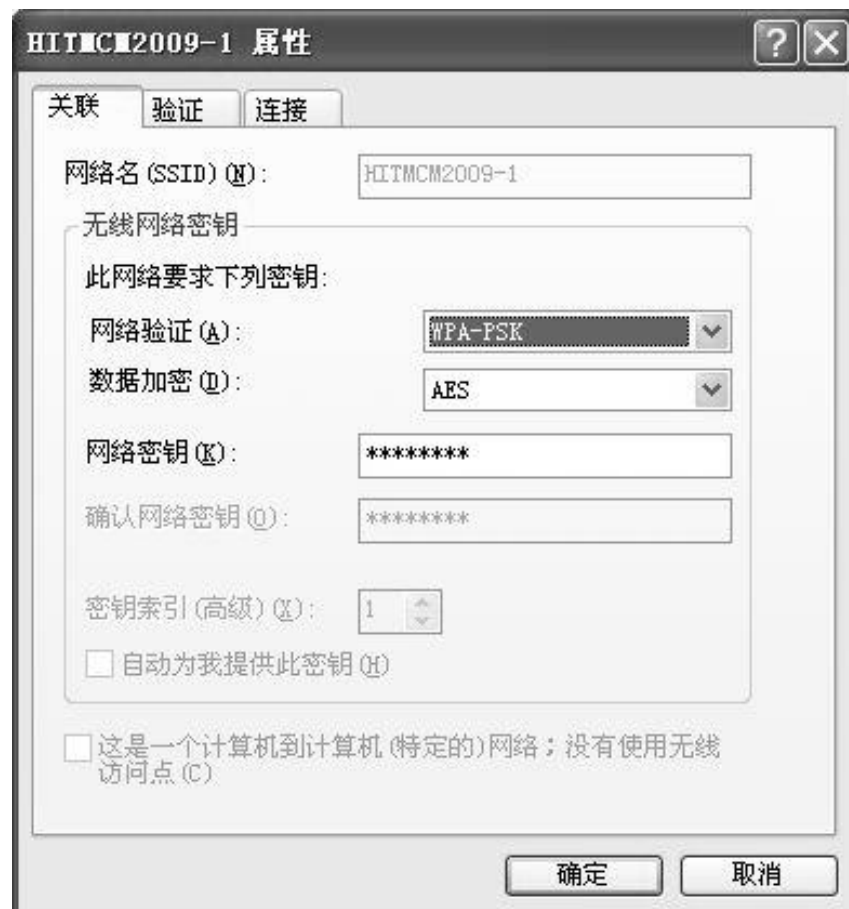 HITMCM2009-1 属性
关联 验证 连接
网络名(SSID)(N): HITMCM2009-1
无线网络密钥
此网络要求下列密钥:
网络验证(A): WPA-PSK
数据加密(D): AES
网络密钥(K): ********
确认网络密钥(O): ********
密钥索引(高级)(X): 1
自动为我提供此密钥(H)
这是一个计算机到计算机(特定的)网络；没有使用无线
访问点(C)
确定 取消